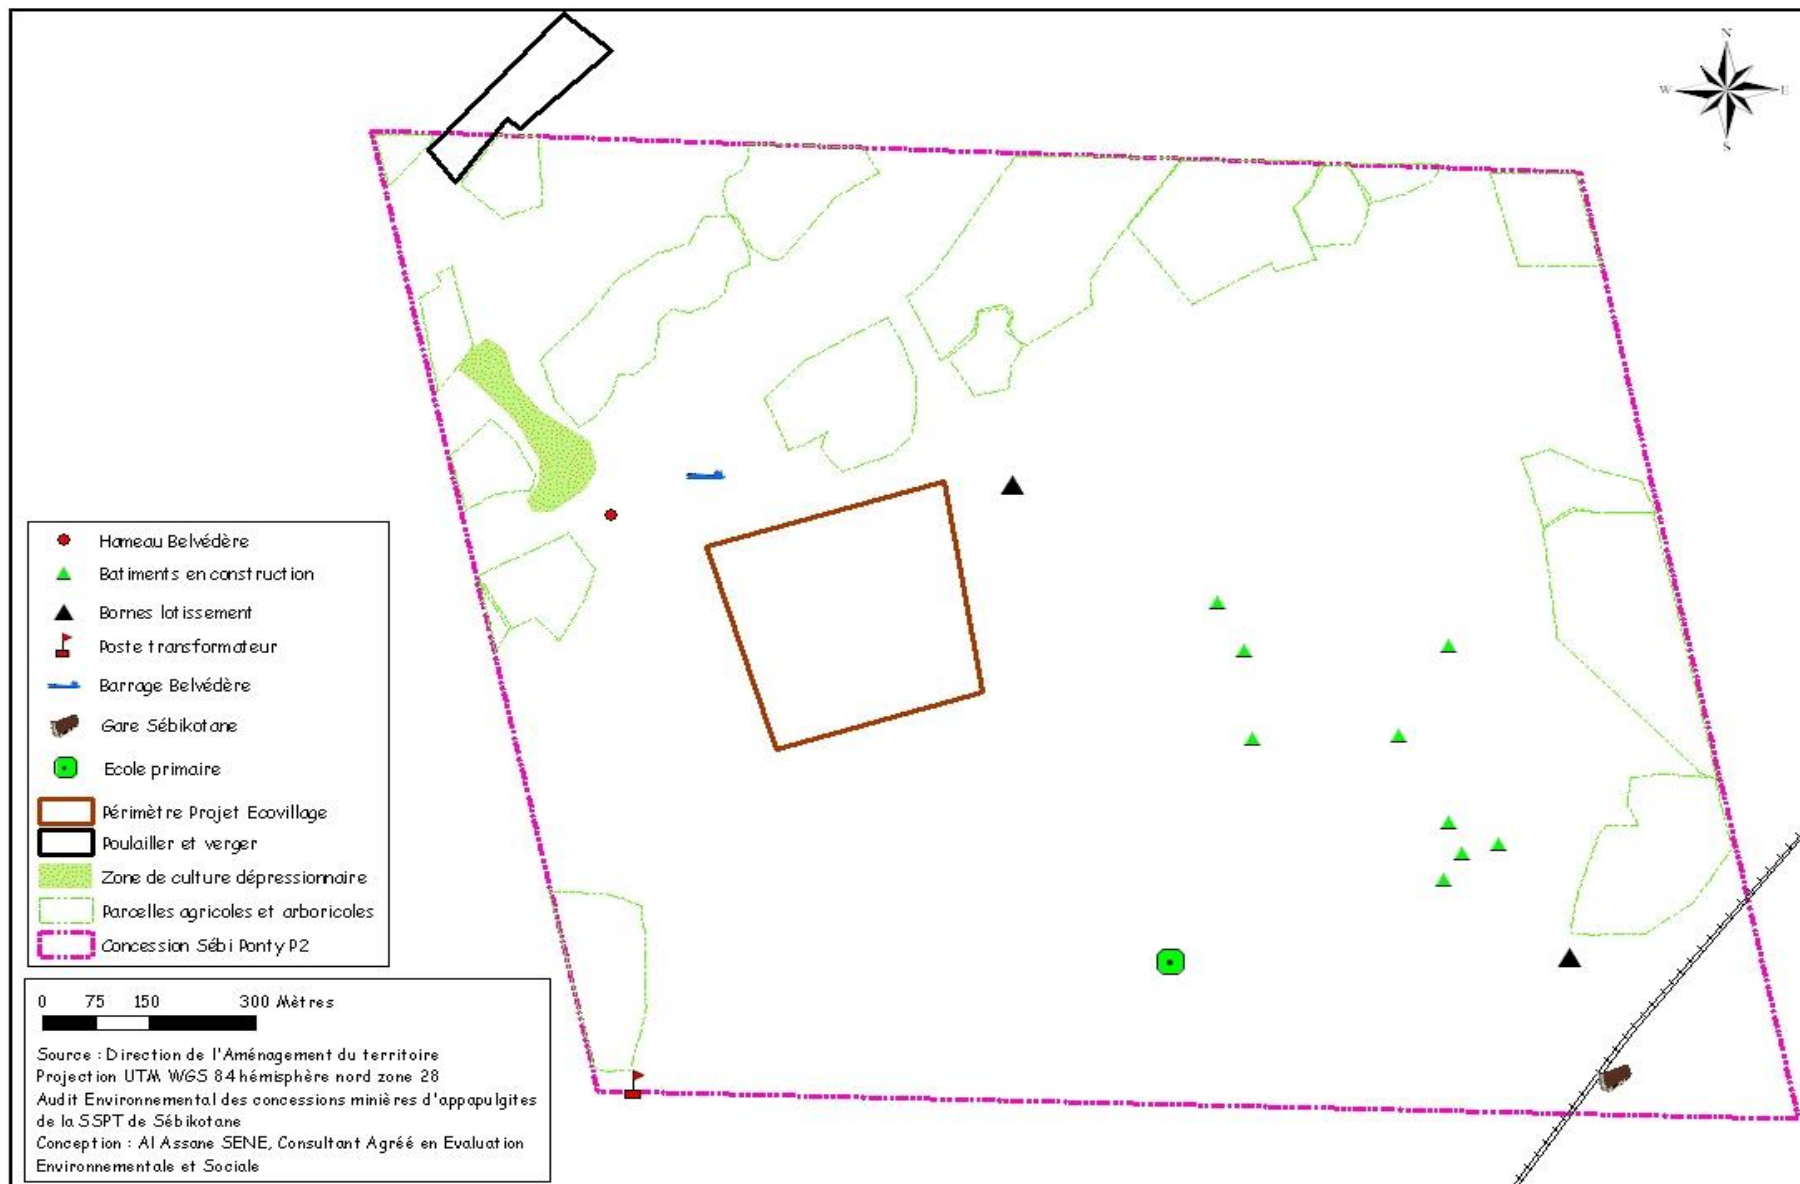 N
W E
S
Hameau Belvédère
Batiments en construction
Bornes lotissement
Poste transformateur
Barrage Belvédère
Gare Sébikotane
Ecole primaire
Périmètre Projet Ecovillage
Poulailler et verger
Zone de culture dépressionnaire
Parcelles agricoles et arboricoles
Concession Sébi Ponty P2
0 75 150 300 Mètres
Source : Direction de l'Aménagement du territoire
Projection UTM WGS 84 hémisphère nord zone 28
Audit Environnemental des concessions minières d'appapulgites
de la SSPT de Sébikotane
Conception : Al Assane SENE, Consultant Agréé en Evaluation
Environnementale et Sociale